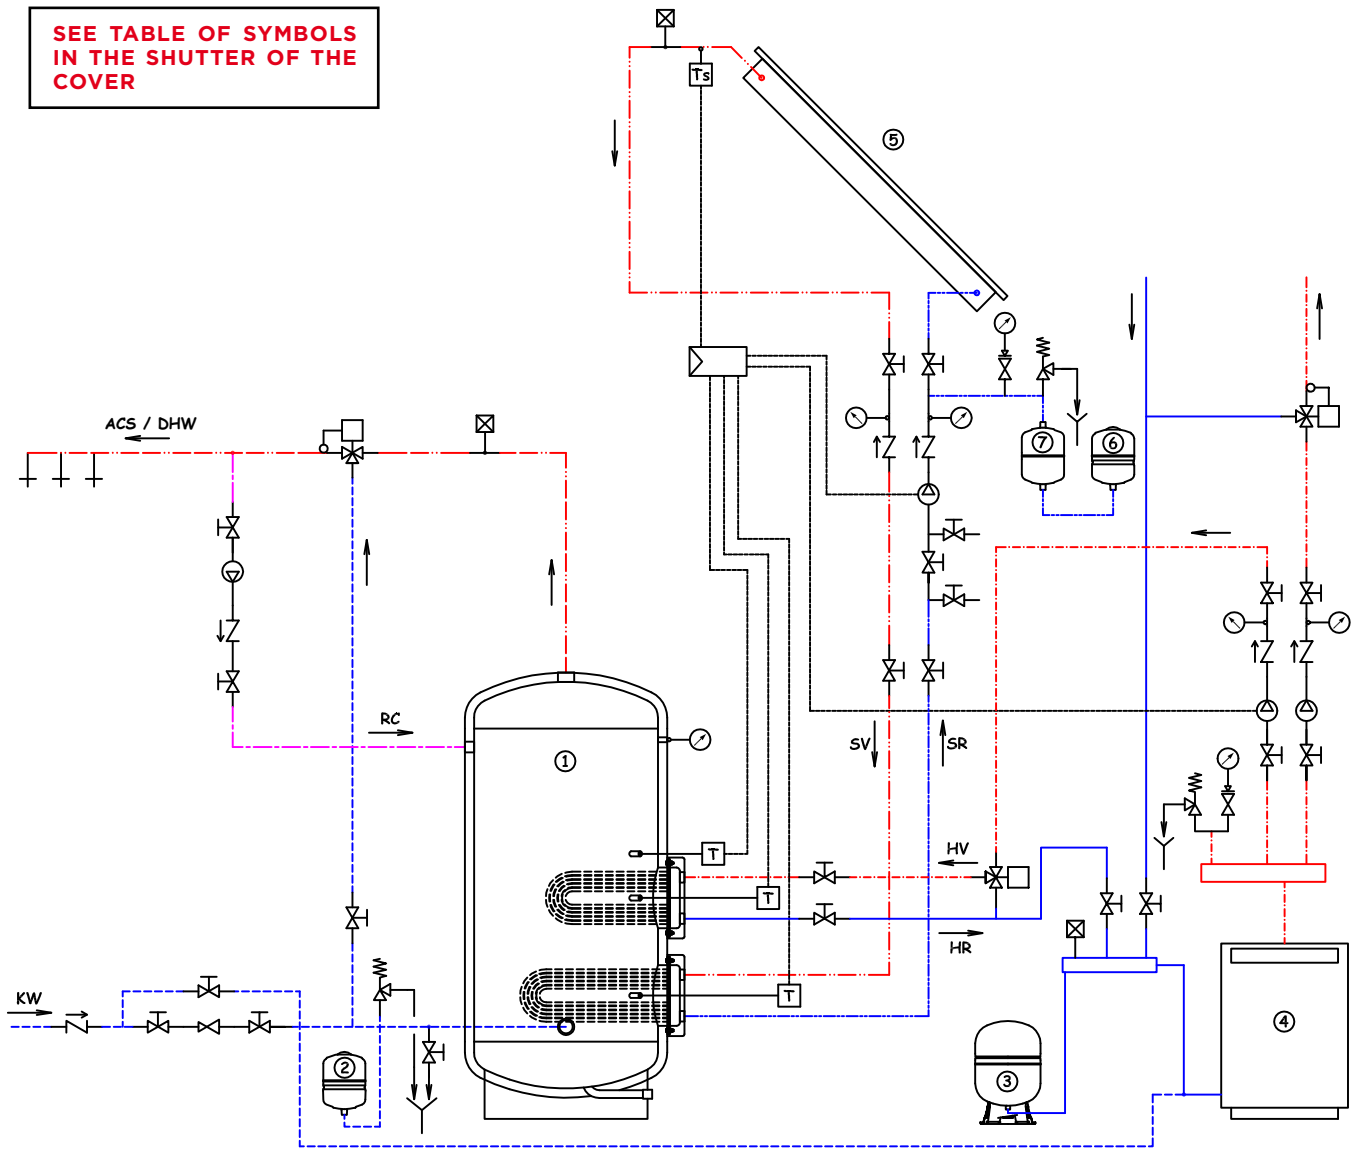 SEE TABLE OF SYMBOLS
IN THE SHUTTER OF THE
COVER
Ts
5
ACS / DHW
7
6
RC
SV
SR
1
HV
T
T
HR
T
KW
2
3
4